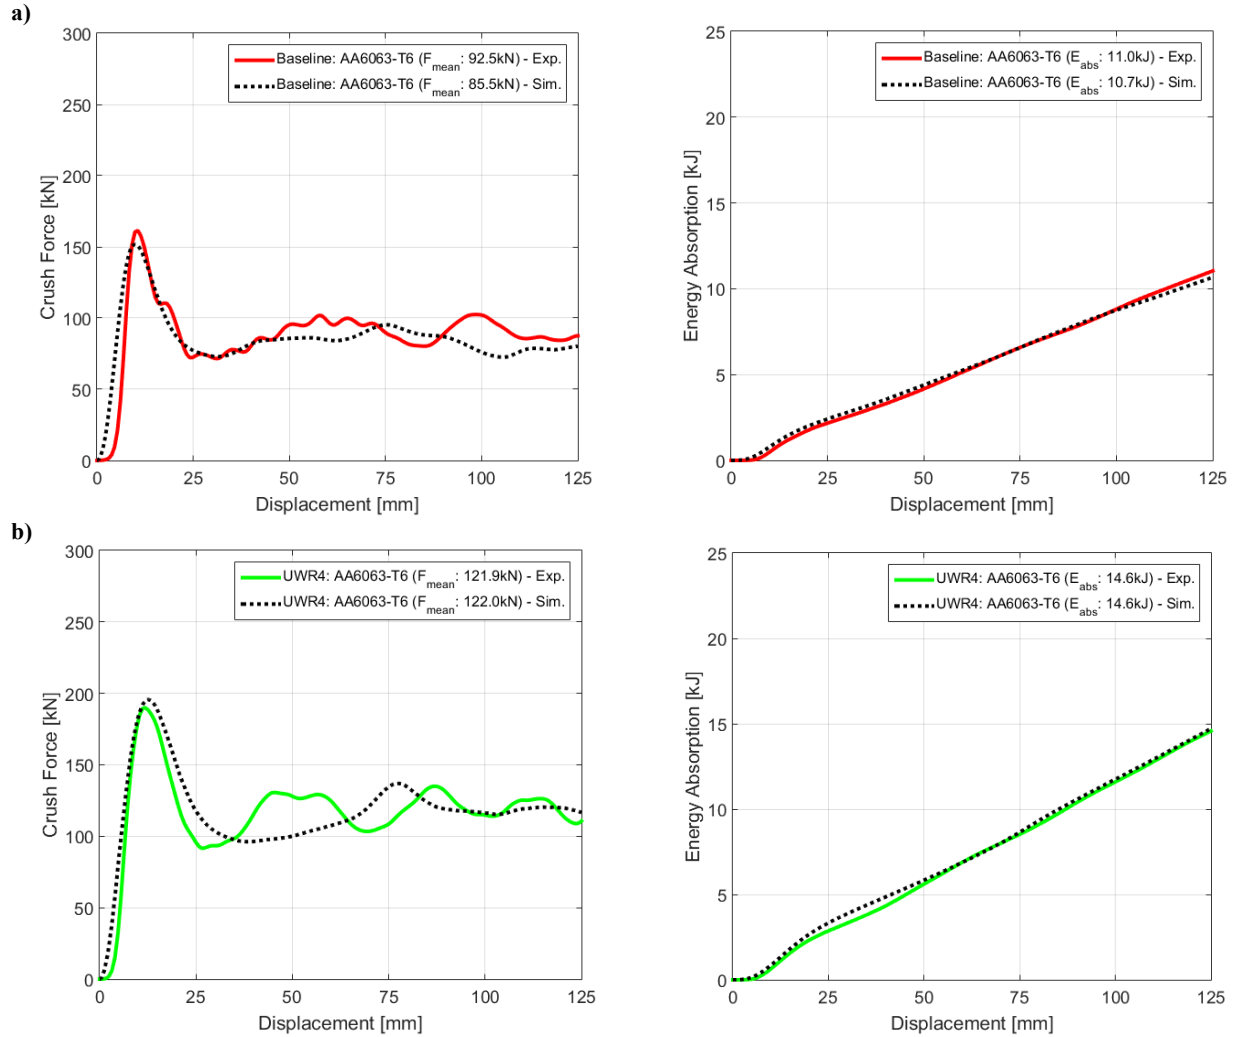 a)
300
250
200
150
100
50
0
Crush Force [kN]
Baseline: AA6063-T6 (Fmean: 92.5kN) - Exp.
Baseline: AA6063-T6 (Fmean: 85.5kN) - Sim.
0 25 50 75 100 125
Displacement [mm]
25
20
15
10
5
0
Energy Absorption [kJ]
Baseline: AA6063-T6 (Eabs: 11.0kJ) - Exp.
Baseline: AA6063-T6 (Eabs: 10.7kJ) - Sim.
0 25 50 75 100 125
Displacement [mm]
b)
300
250
200
150
100
50
0
Crush Force [kN]
UWR4: AA6063-T6 (Fmean: 121.9kN) - Exp.
UWR4: AA6063-T6 (Fmean: 122.0kN) - Sim.
0 25 50 75 100 125
Displacement [mm]
25
20
15
10
5
0
Energy Absorption [kJ]
UWR4: AA6063-T6 (Eabs: 14.6kJ) - Exp.
UWR4: AA6063-T6 (Eabs: 14.6kJ) - Sim.
0 25 50 75 100 125
Displacement [mm]